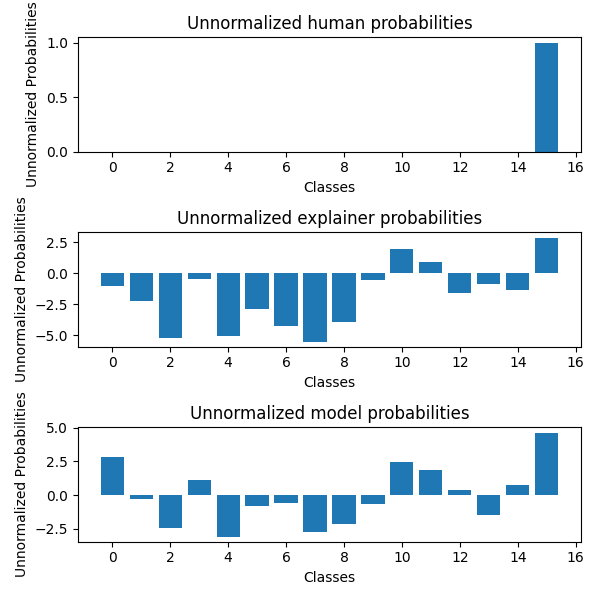 Unnormalized human probabilities
Unnormalized Probabilities
1.0
0.5
0.0
0 2 4 6 8 10 12 14 16
Classes
Unnormalized explainer probabilities
Unnormalized Probabilities
2.5
0.0
−2.5
−5.0
0 2 4 6 8 10 12 14 16
Classes
Unnormalized model probabilities
Unnormalized Probabilities
5.0
2.5
0.0
−2.5
0 2 4 6 8 10 12 14 16
Classes